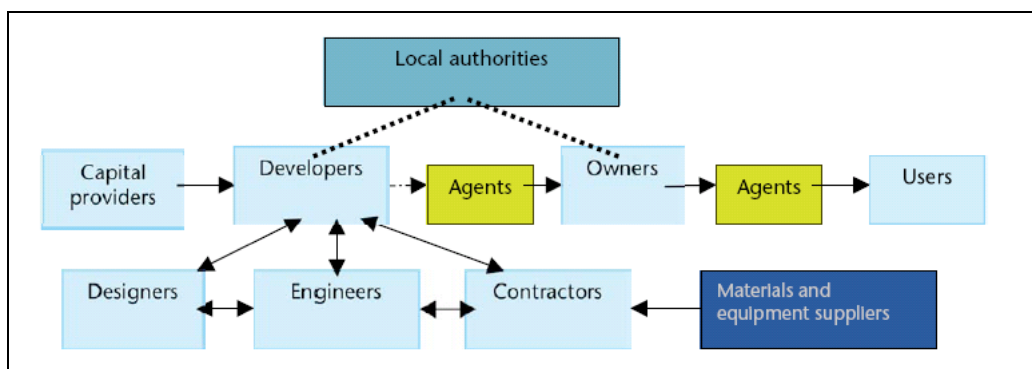 Local authorities
Capital
providers
Developers
Agents
Owners
Agents
Users
Designers
Engineers
Contractors
Materials and
equipment suppliers